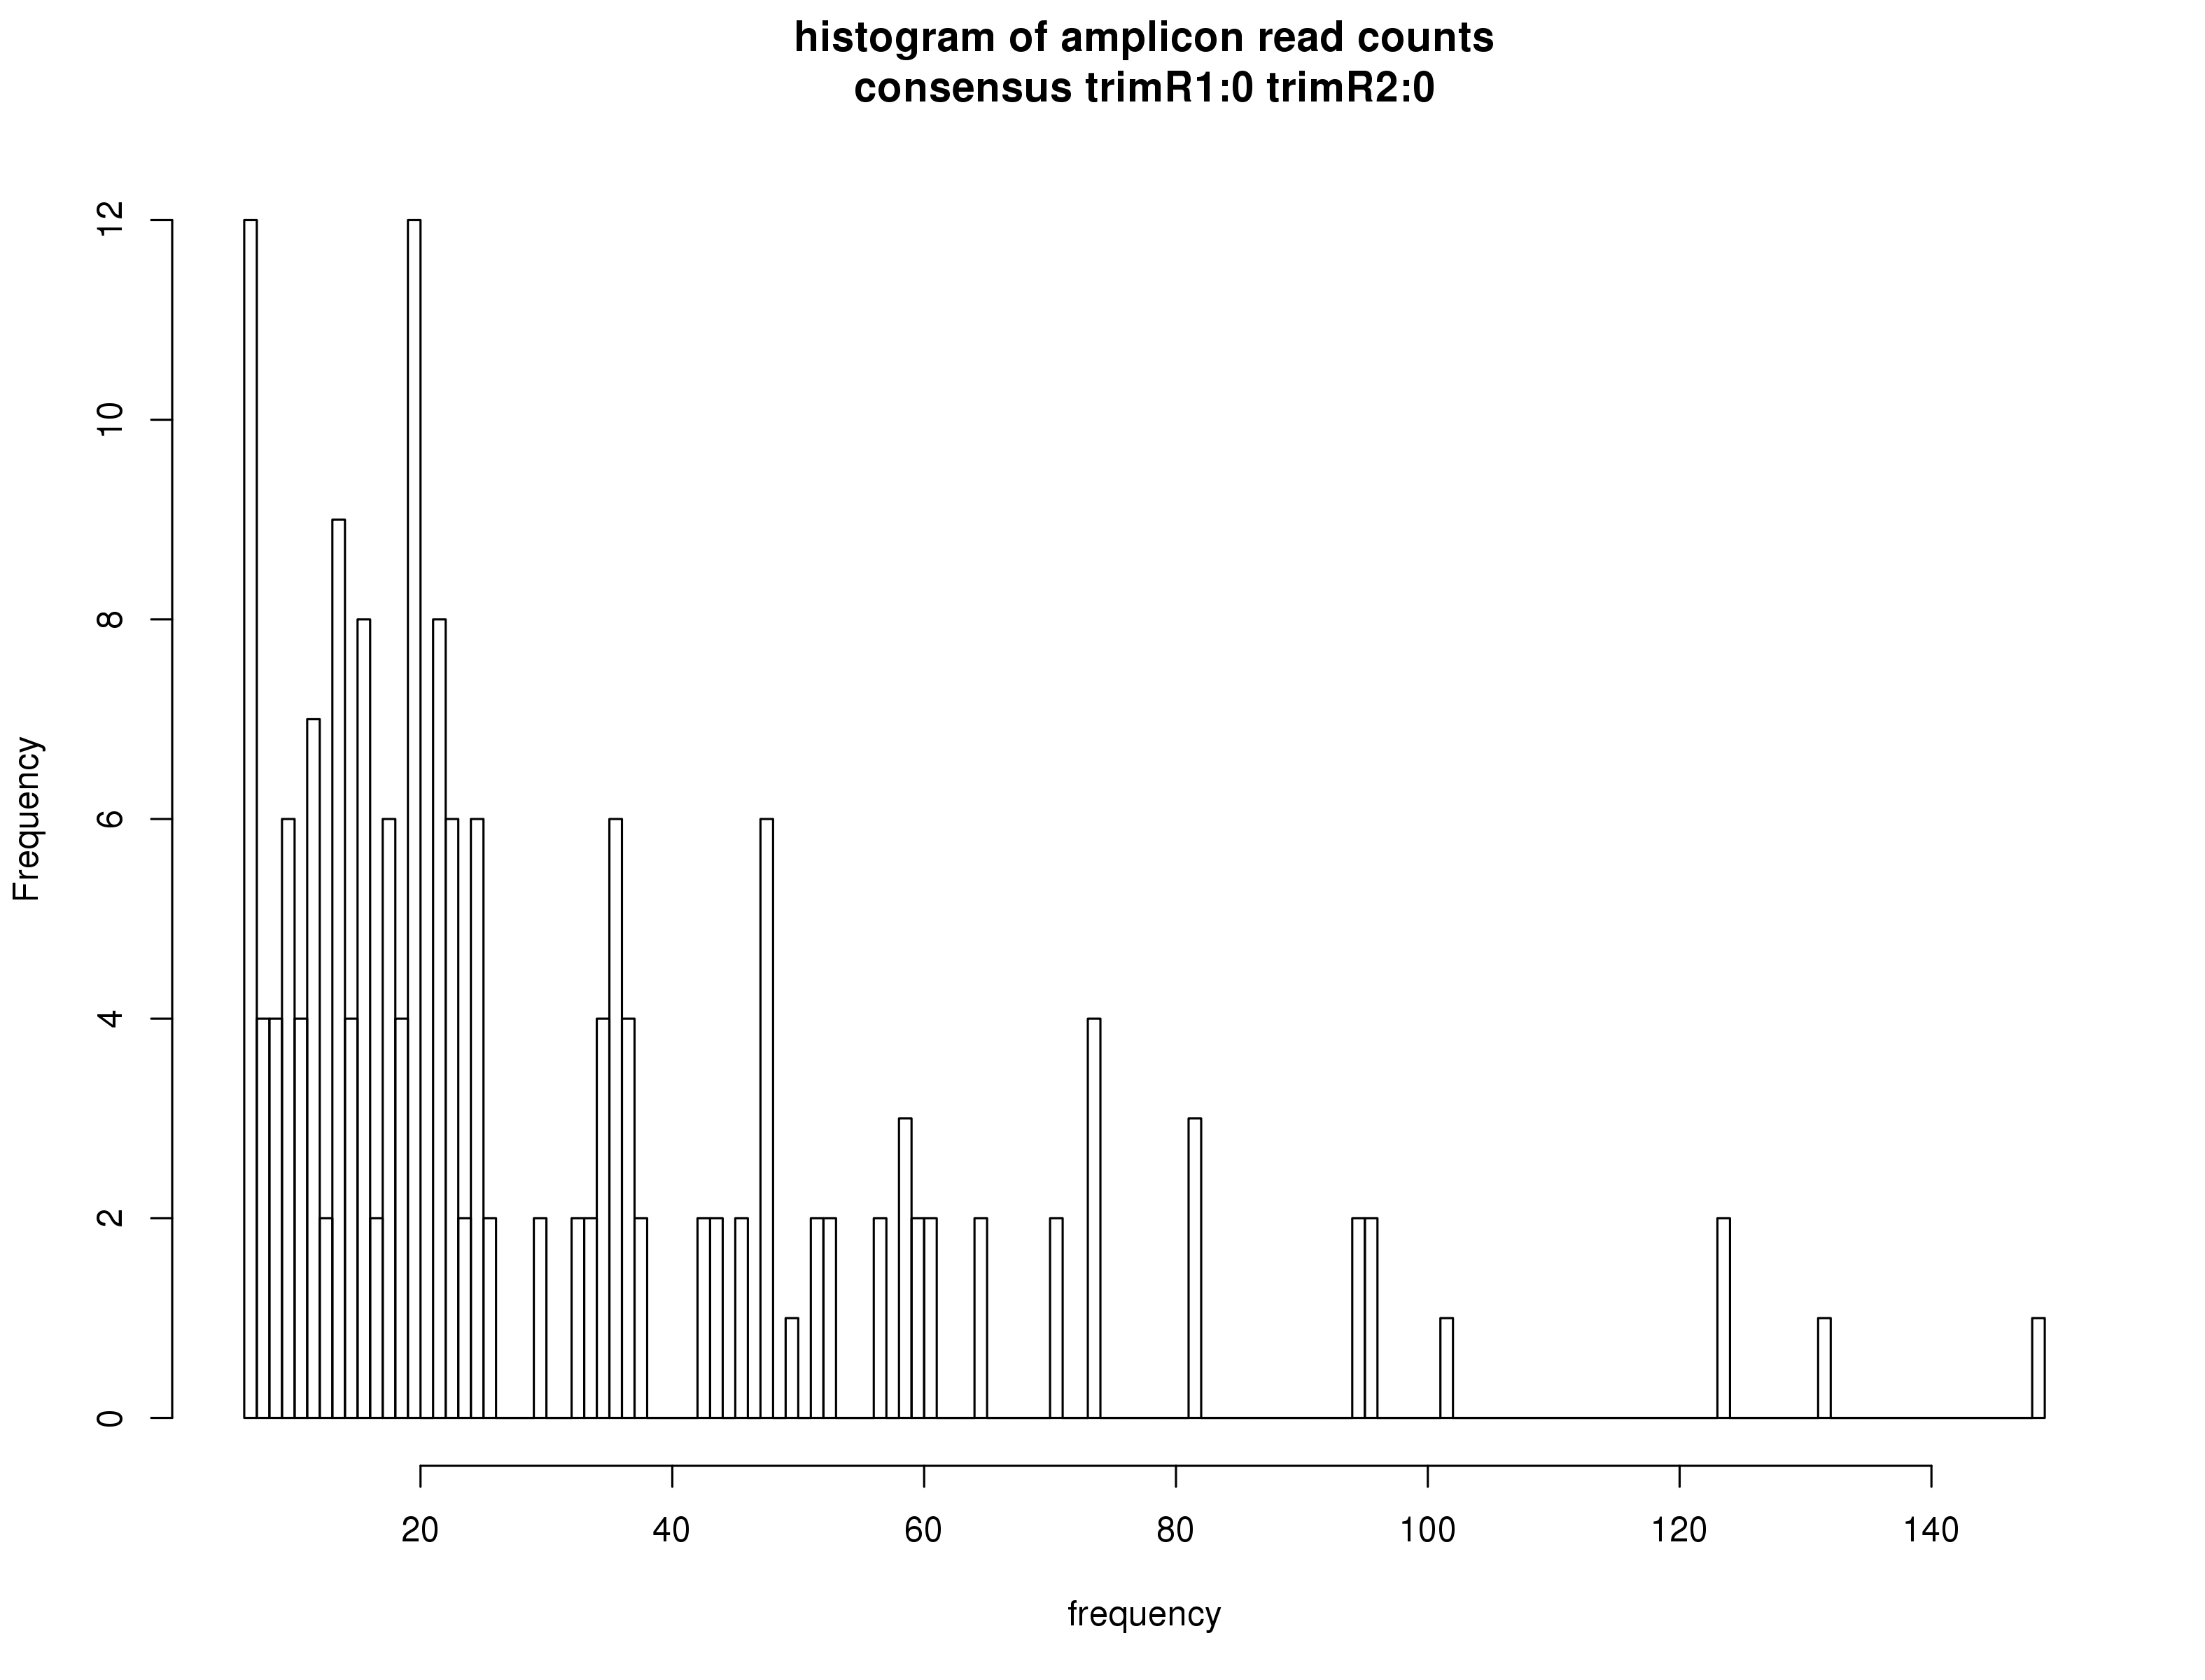 histogram of amplicon read counts
consensus trimR1:0 trimR2:0
Frequency
12
10
8
6
4
2
0
20 40 60 80 100 120 140
frequency